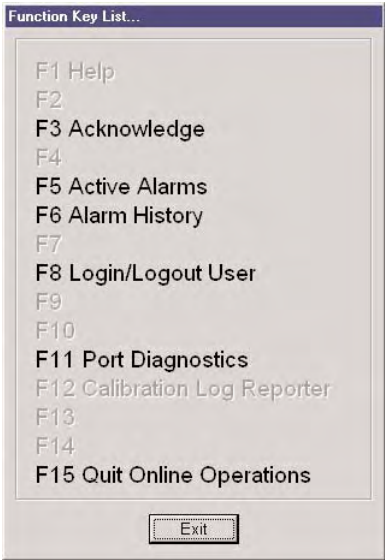 Function Key List...
F1 Help
F2
F3 Acknowledge
F4
F5 Active Alarms
F6 Alarm History
F7
F8 Login/Logout User
F9
F10
F11 Port Diagnostics
F12 Calibration Log Reporter
F13
F14
F15 Quit Online Operations
Exit